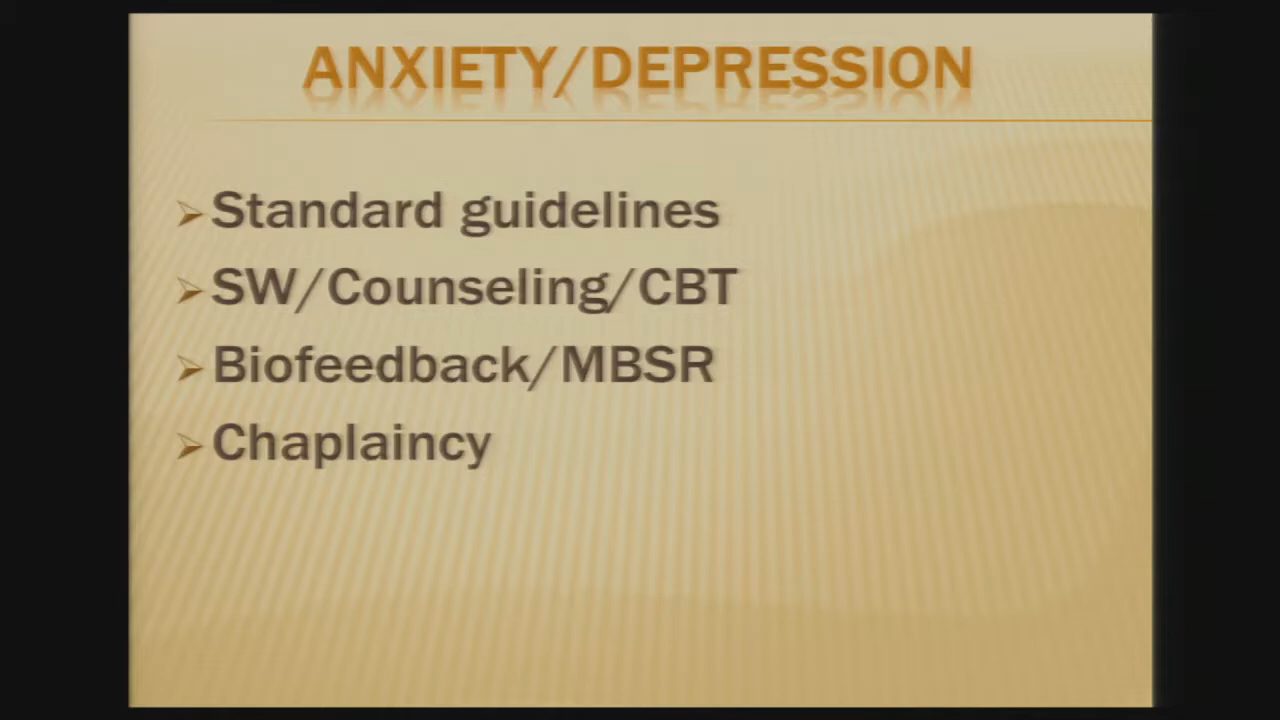 ANXIETY/DEPRESSION
Standard guidelines
SW/Counseling/CBT
Biofeedback/MBSR
Chaplaincy